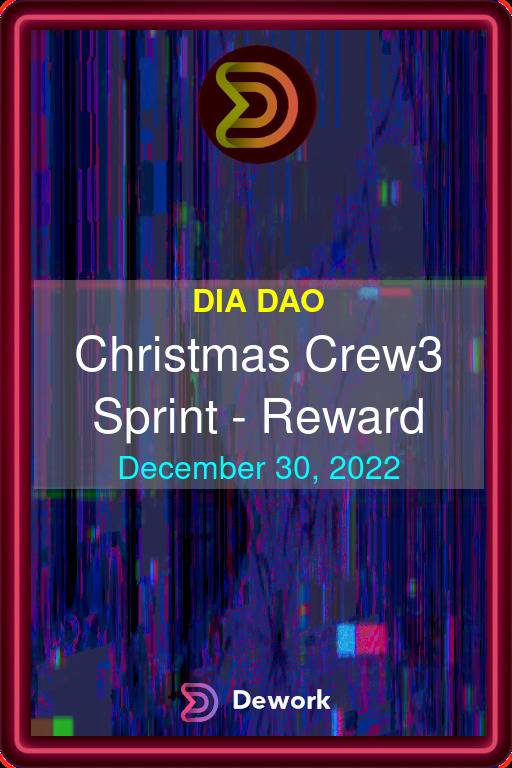 DIA DAO
Christmas Crew3
Sprint - Reward
December 30, 2022
Dework